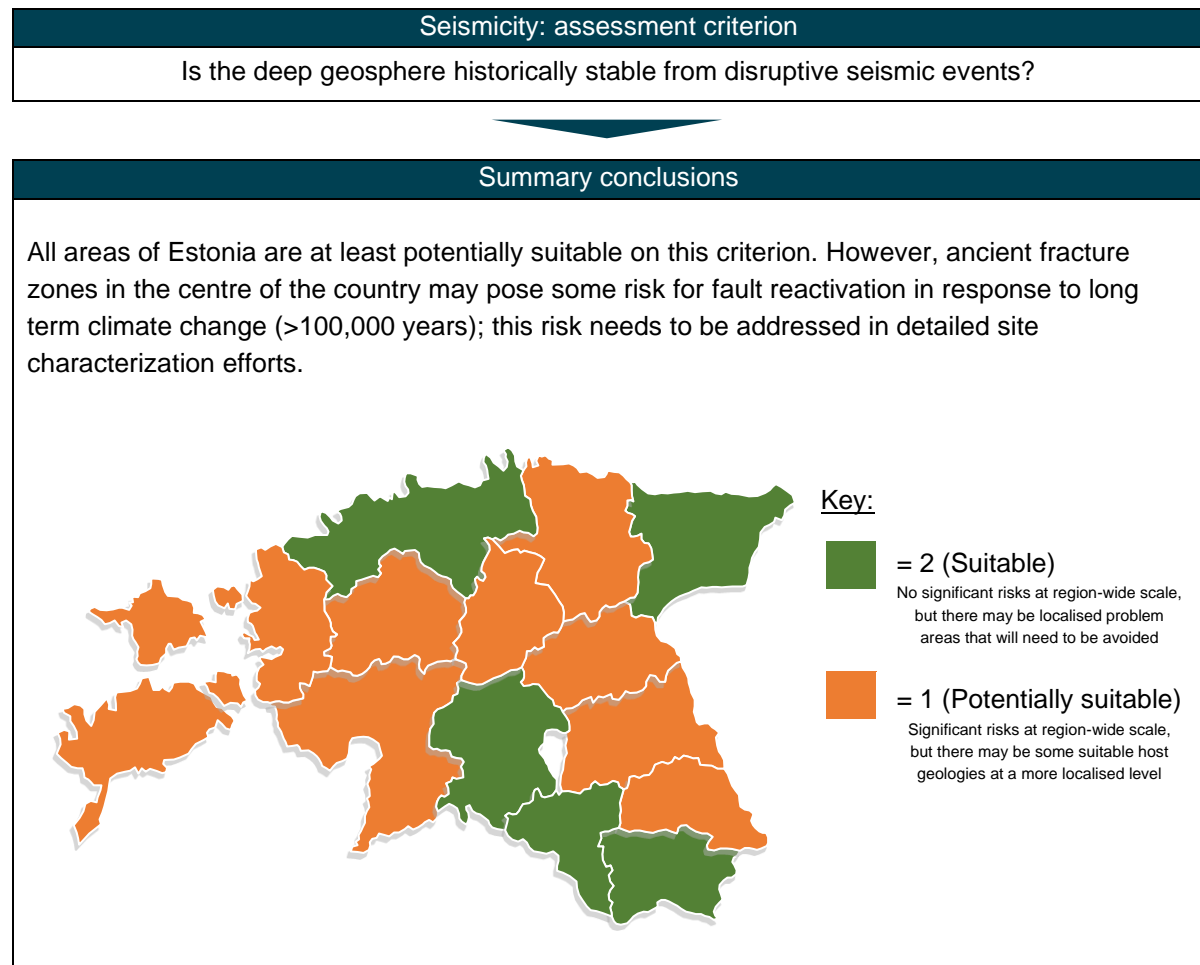 Seismicity: assessment criterion
Is the deep geosphere historically stable from disruptive seismic events?
Summary conclusions
All areas of Estonia are at least potentially suitable on this criterion. However, ancient fracture
zones in the centre of the country may pose some risk for fault reactivation in response to long
term climate change (>100,000 years); this risk needs to be addressed in detailed site
characterization efforts.
Key:
= 2 (Suitable)
No significant risks at region-wide scale,
but there may be localised problem
areas that will need to be avoided
= 1 (Potentially suitable)
Significant risks at region-wide scale,
but there may be some suitable host
geologies at a more localised level